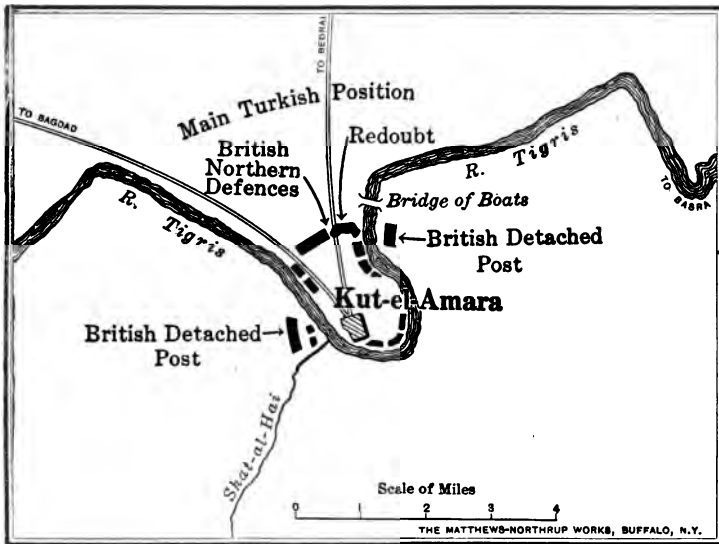 TO BEDRAI
Main Turkish Position
TO BAGDAD
Redoubt
British
Northern
Defences
R. Tigris
R. Tigris
TO BASRA
Bridge of Boats
British Detached
Post
Kut-el-Amara
British Detached
Post
Shat-al-Hai
Scale of Miles
0 1 2 3 4
THE MATTHEWS-NORTHRUP WORKS, BUFFALO, N.Y.